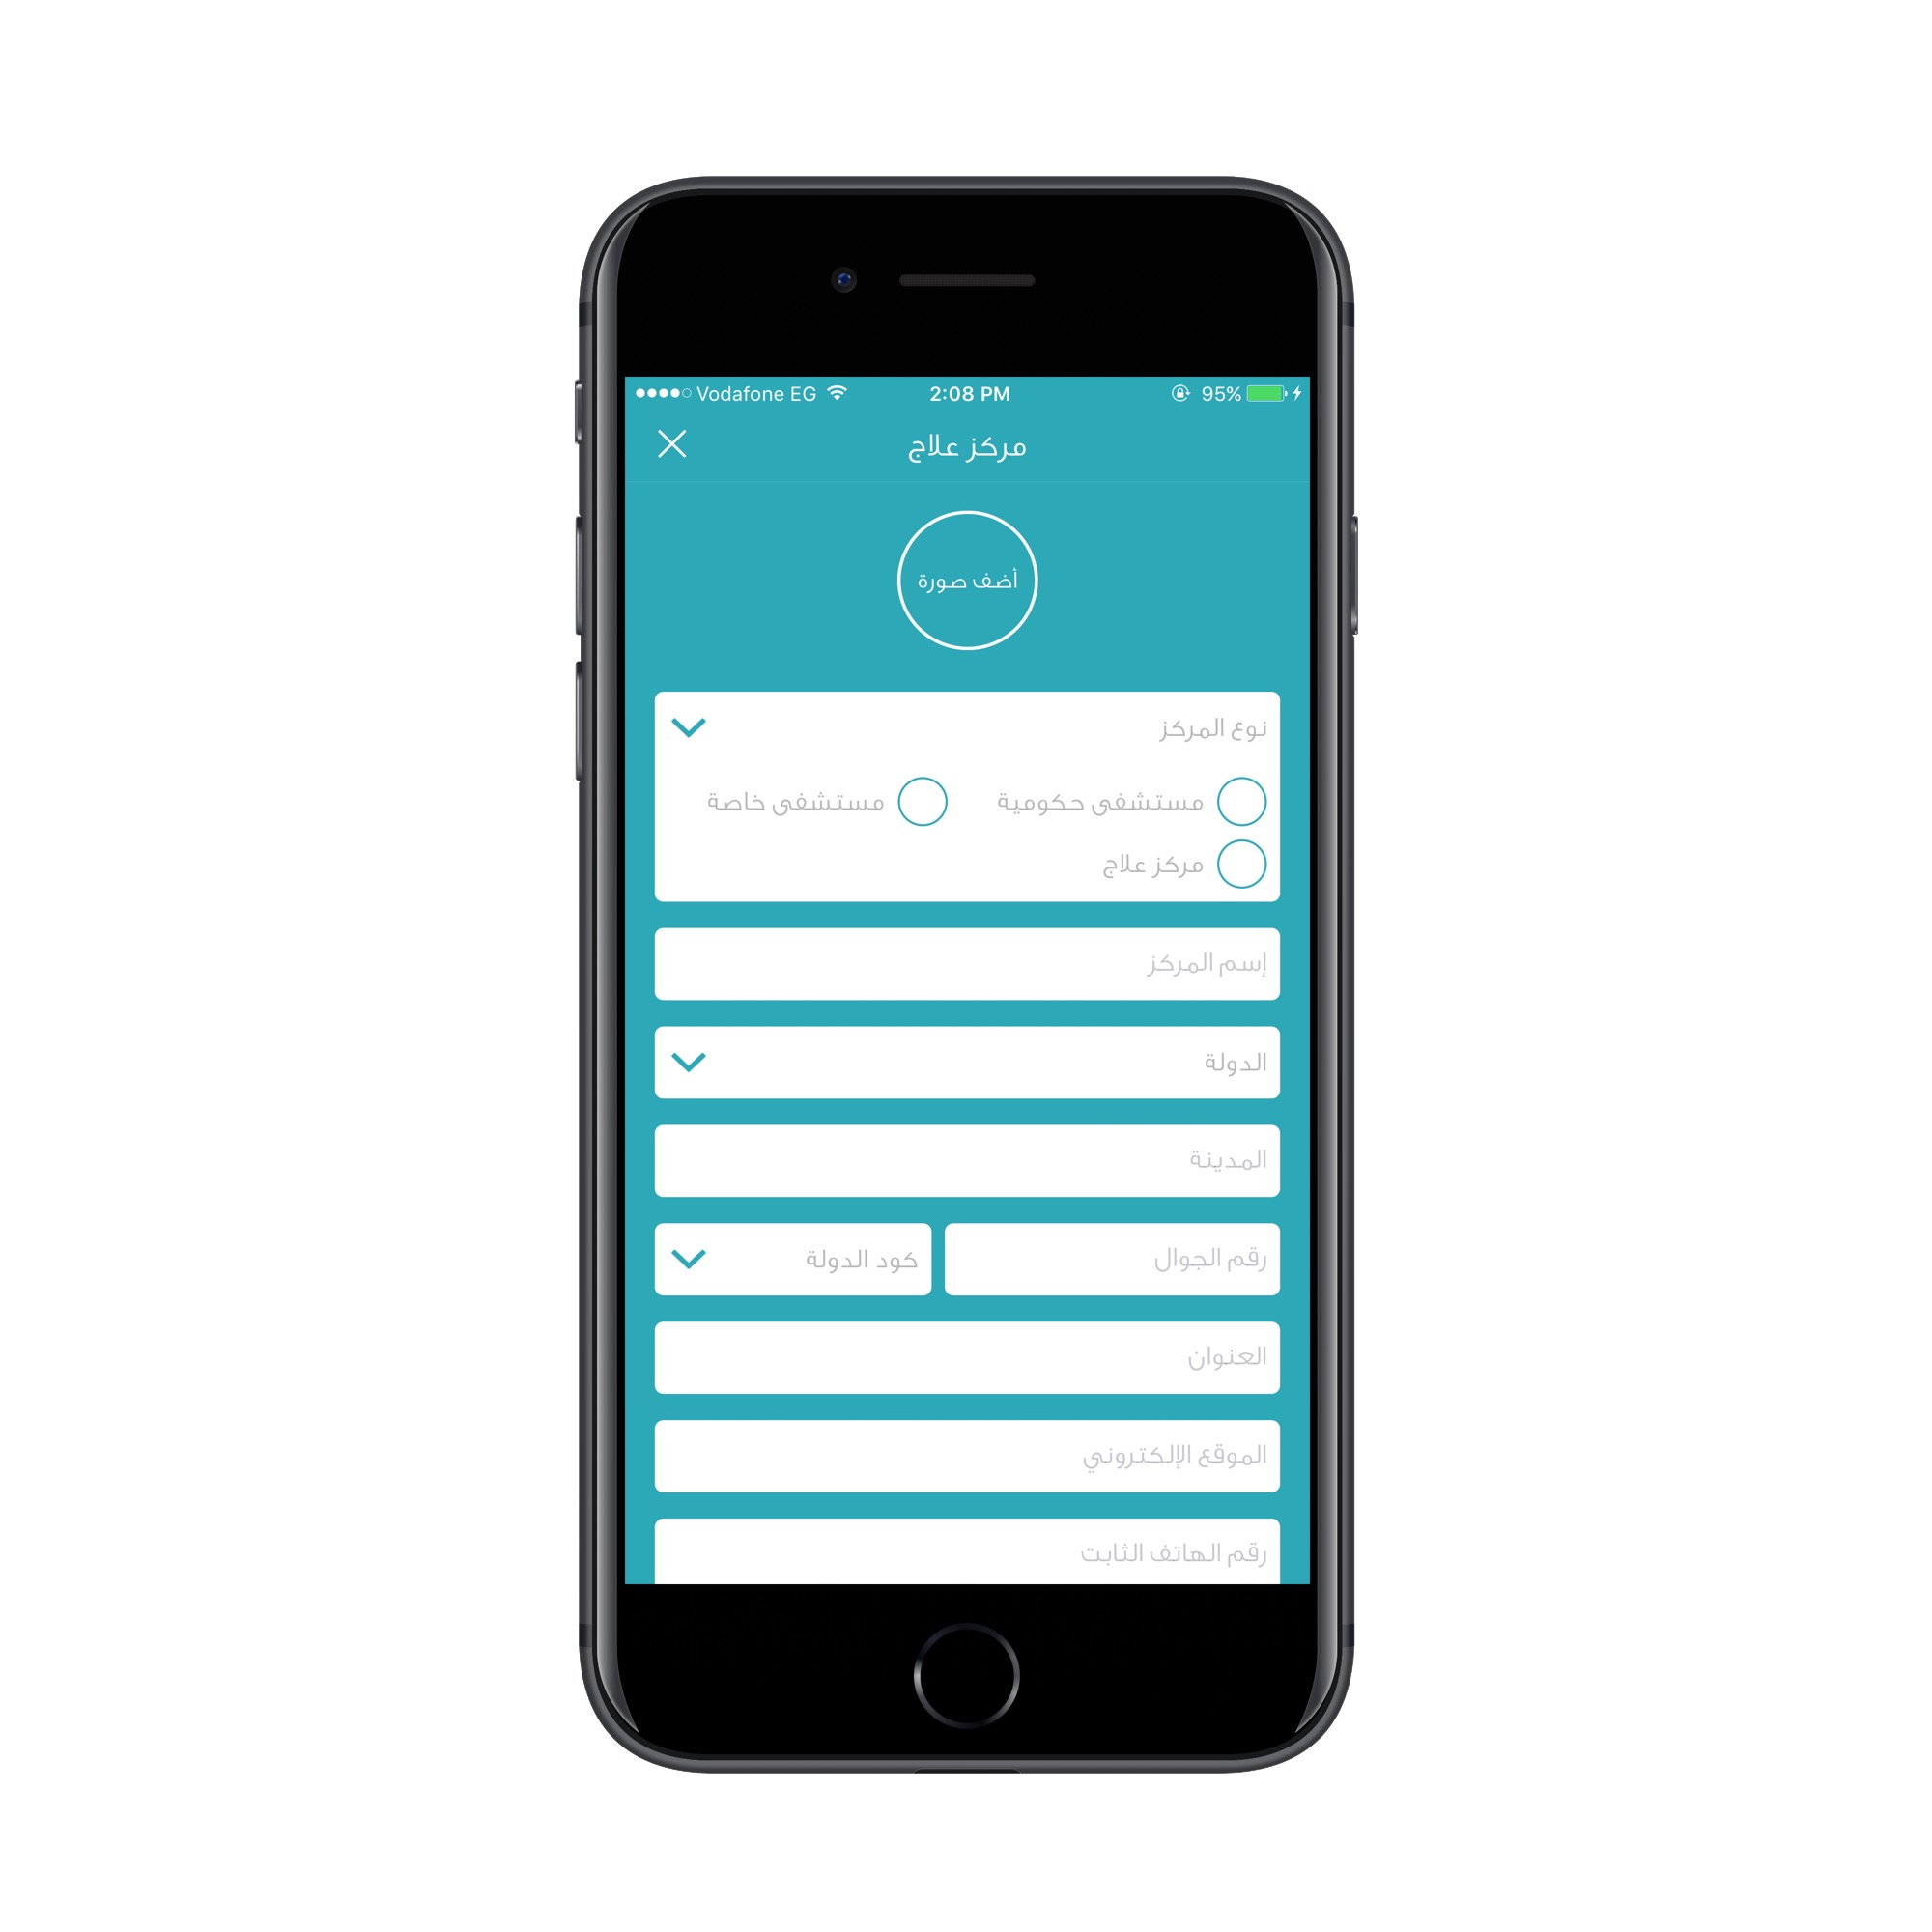 Vodafone EG 2:08 PM 95%
مركز علاج
أضف صورة
نوع المركز
مستشفى حكومية مستشفى خاصة
مركز علاج
إسم المركز
الدولة
المدينة
رقم الجوال كود الدولة
العنوان
الموقع الإلكتروني
رقم الهاتف الثابت